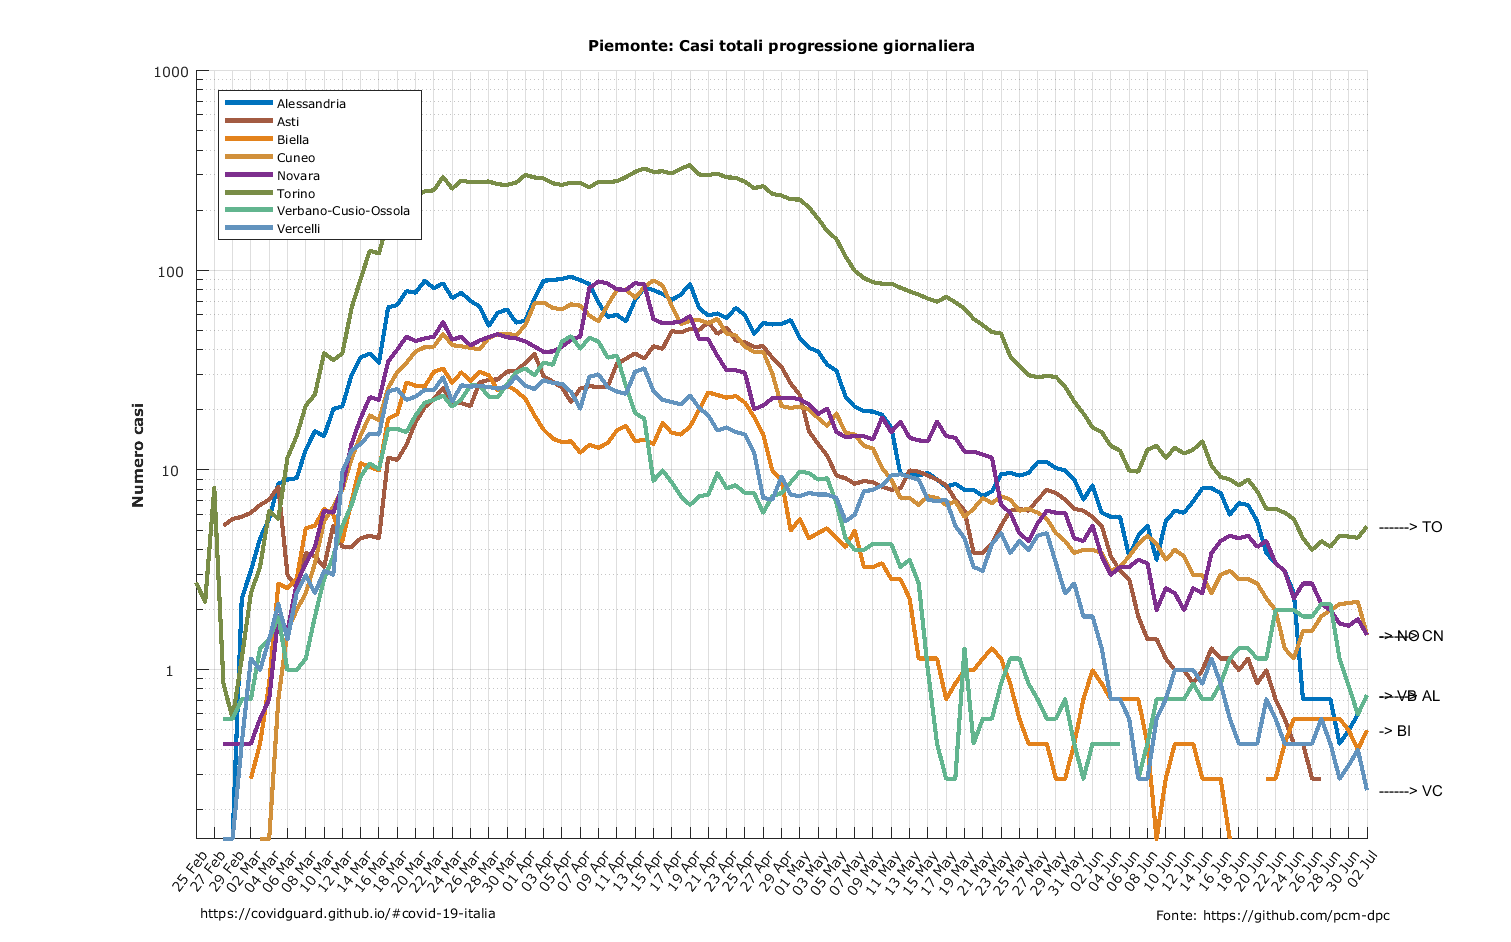 Piemonte: Casi totali progressione giornaliera
1000
100
10
1
Numero casi
Alessandria
Asti
Biella
Cuneo
Novara
Torino
Verbano-Cusio-Ossola
Vercelli
------> TO
-> NO
CN
-> VB
AL
-> BI
------> VC
25 Feb
27 Feb
29 Feb
02 Mar
04 Mar
06 Mar
08 Mar
10 Mar
12 Mar
14 Mar
16 Mar
18 Mar
20 Mar
22 Mar
24 Mar
26 Mar
28 Mar
30 Mar
01 Apr
03 Apr
05 Apr
07 Apr
09 Apr
11 Apr
13 Apr
15 Apr
17 Apr
19 Apr
21 Apr
23 Apr
25 Apr
27 Apr
29 Apr
01 May
03 May
05 May
07 May
09 May
11 May
13 May
15 May
17 May
19 May
21 May
23 May
25 May
27 May
29 May
31 May
02 Jun
04 Jun
06 Jun
08 Jun
10 Jun
12 Jun
14 Jun
16 Jun
18 Jun
20 Jun
22 Jun
24 Jun
26 Jun
28 Jun
30 Jun
02 Jul
https://covidguard.github.io/#covid-19-italia
Fonte: https://github.com/pcm-dpc